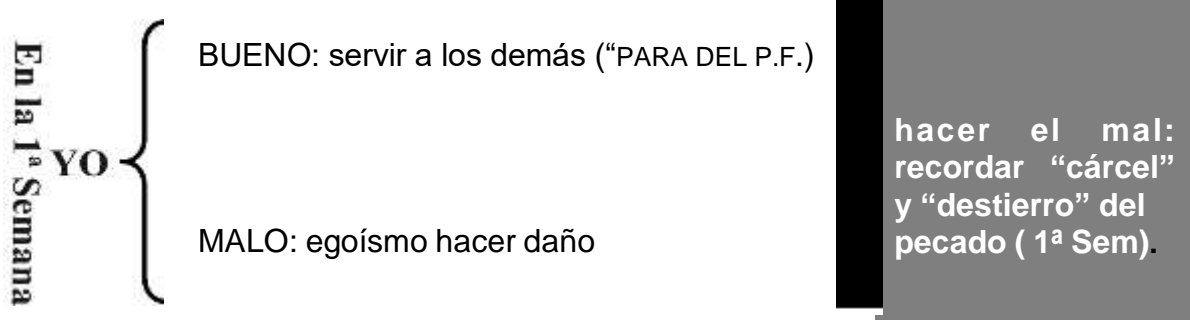 En la 1ª Semana
YO
BUENO: servir a los demás (“PARA DEL P.F.)
MALO: egoísmo hacer daño
hacer el mal:
recordar “cárcel”
y “destierro” del
pecado ( 1ª Sem).